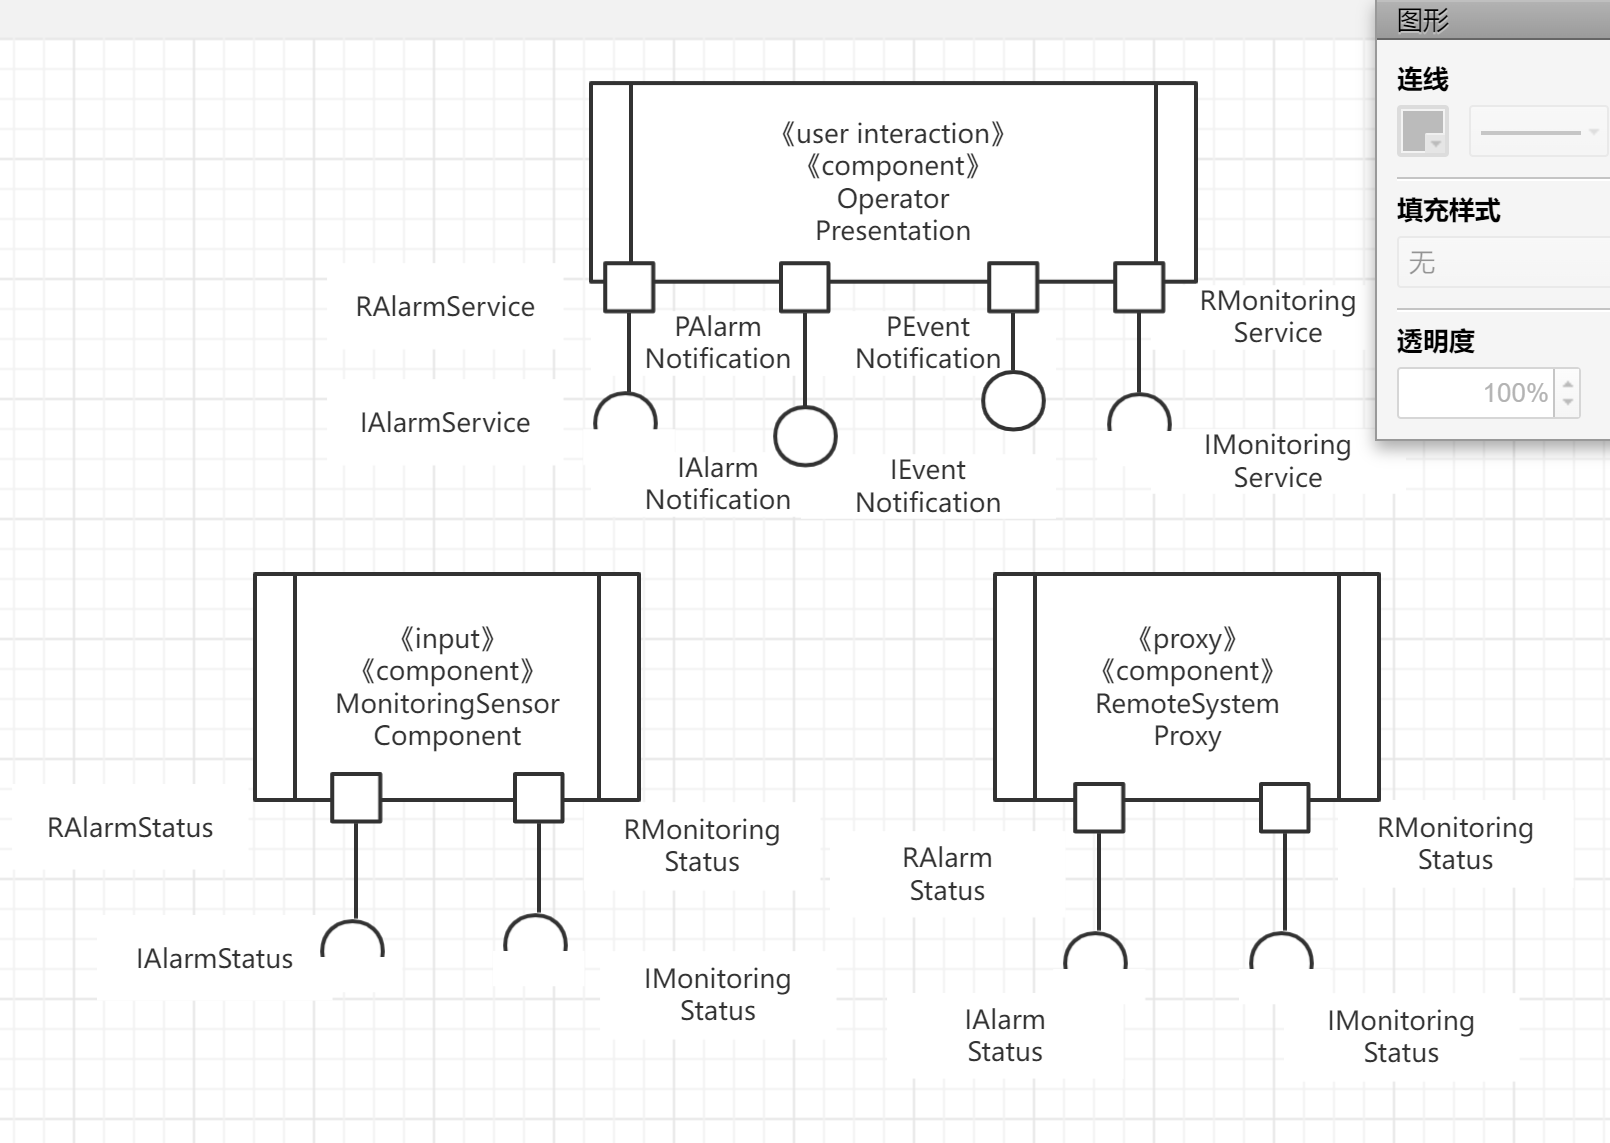 图形
连线
填充样式
无
透明度
100%
《user interaction》
《component》
Operator
Presentation
RAlarmService
PAlarm
Notification
PEvent
Notification
RMonitoring
Service
IAlarmService
IAlarm
Notification
IEvent
Notification
IMonitoring
Service
《input》
《component》
MonitoringSensor
Component
RAlarmStatus
RMonitoring
Status
IAlarmStatus
IMonitoring
Status
《proxy》
《component》
RemoteSystem
Proxy
RAlarm
Status
RMonitoring
Status
IAlarm
Status
IMonitoring
Status